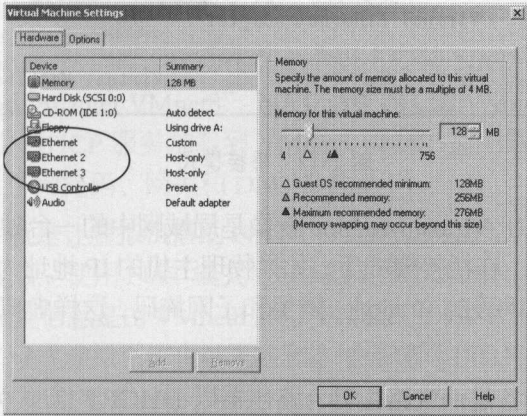 Virtual Machine Settings
Hardware
Options
Device Summary
Memory 128 MB
Hard Disk (SCSI 0:0)
CD-ROM (IDE 1:0) Auto detect
Floppy Using drive A:
Ethernet Custom
Ethernet 2 Host-only
Ethernet 3 Host-only
USB Controller Present
Audio Default adapter
Add... Remove
Memory
Specify the amount of memory allocated to this virtual
machine. The memory size must be a multiple of 4 MB.
Memory for this virtual machine:
128 MB
4 756
Guest OS recommended minimum: 128MB
Recommended memory: 256MB
Maximum recommended memory: 276MB
(Memory swapping may occur beyond this size)
OK Cancel Help